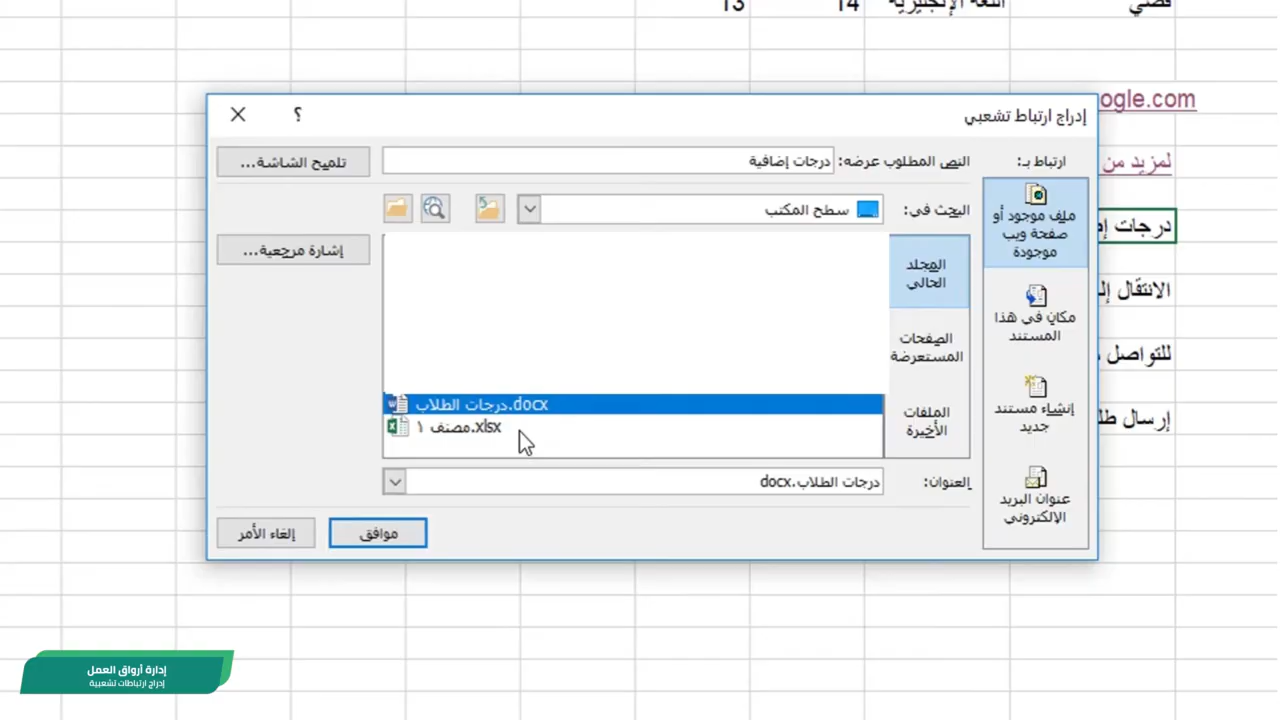 اللغة الإنجليزية 14 13
ogle.com
إدراج ارتباط تشعبي ؟
ارتباط بـ: النص المطلوب عرضه: درجات إضافية تلميح الشاشة...
لمزيد من
ملف موجود أو صفحة ويب موجودة
البحث في: سطح المكتب
درجات
إشارة مرجعية...
المجلد الحالي
الصفحات المستعرضة
الملفات الأخيرة
درجات الطلاب.docx
مصنف ١.xlsx
مكان في هذا المستند
إنشاء مستند جديد
عنوان البريد الإلكتروني
الانتقال
للتواصل
إرسال
العنوان: درجات الطلاب.docx
موافق إلغاء الأمر
إدارة أوراق العمل
إدراج ارتباطات تشعبية